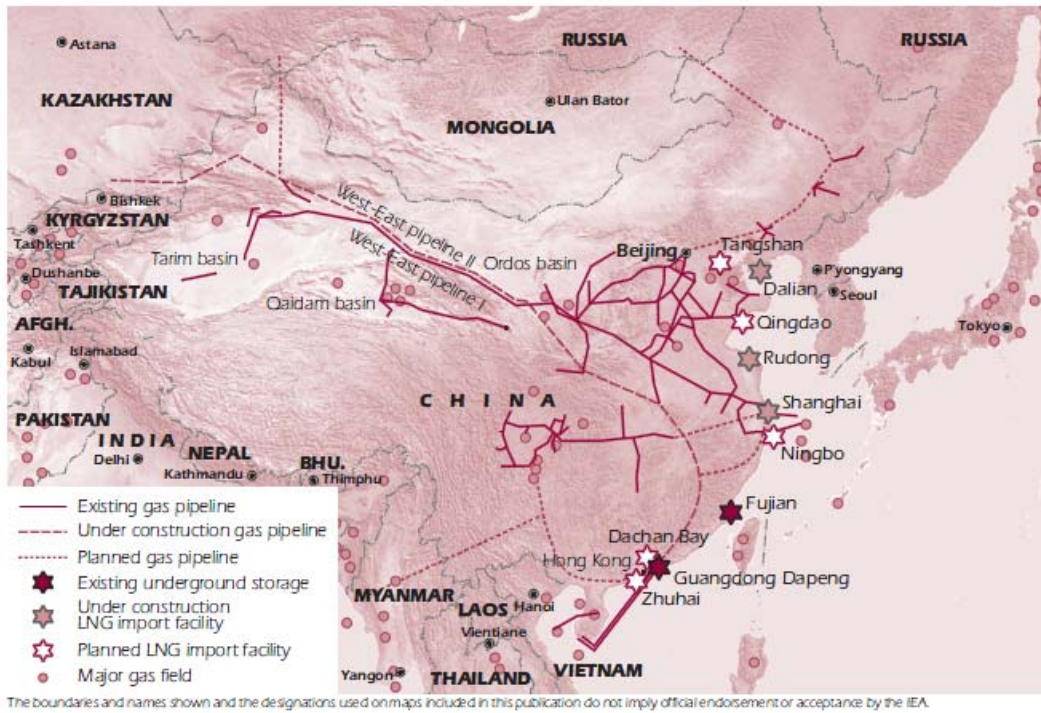 Astana
RUSSIA
RUSSIA
KAZAKHSTAN
Ulan Bator
MONGOLIA
Bishkek
KYRGYZSTAN
Tashkent
West-East pipeline II
Tarim basin
Dushanbe
TAJIKISTAN
West-East pipeline I
Ordos basin
Beijing
Tangshan
P'yongyang
Dalian
Seoul
Qaidam basin
AFGH.
Kabul
Islamabad
Qingdao
Tokyo
Rudong
CHINA
Shanghai
PAKISTAN
INDIA
Delhi
NEPAL
Kathmandu
BHU.
Thimphu
Ningbo
Fujian
Dachan Bay
Hong Kong
Guangdong Dapeng
Zhuhai
MYANMAR
LAOS
Hanoi
Vientiane
Yangon
THAILAND
VIETNAM
Existing gas pipeline
Under construction gas pipeline
Planned gas pipeline
Existing underground storage
Under construction
LNG import facility
Planned LNG import facility
Major gas field
The boundaries and names shown and the designations used on maps included in this publication do not imply official endorsement or acceptance by the IEA.